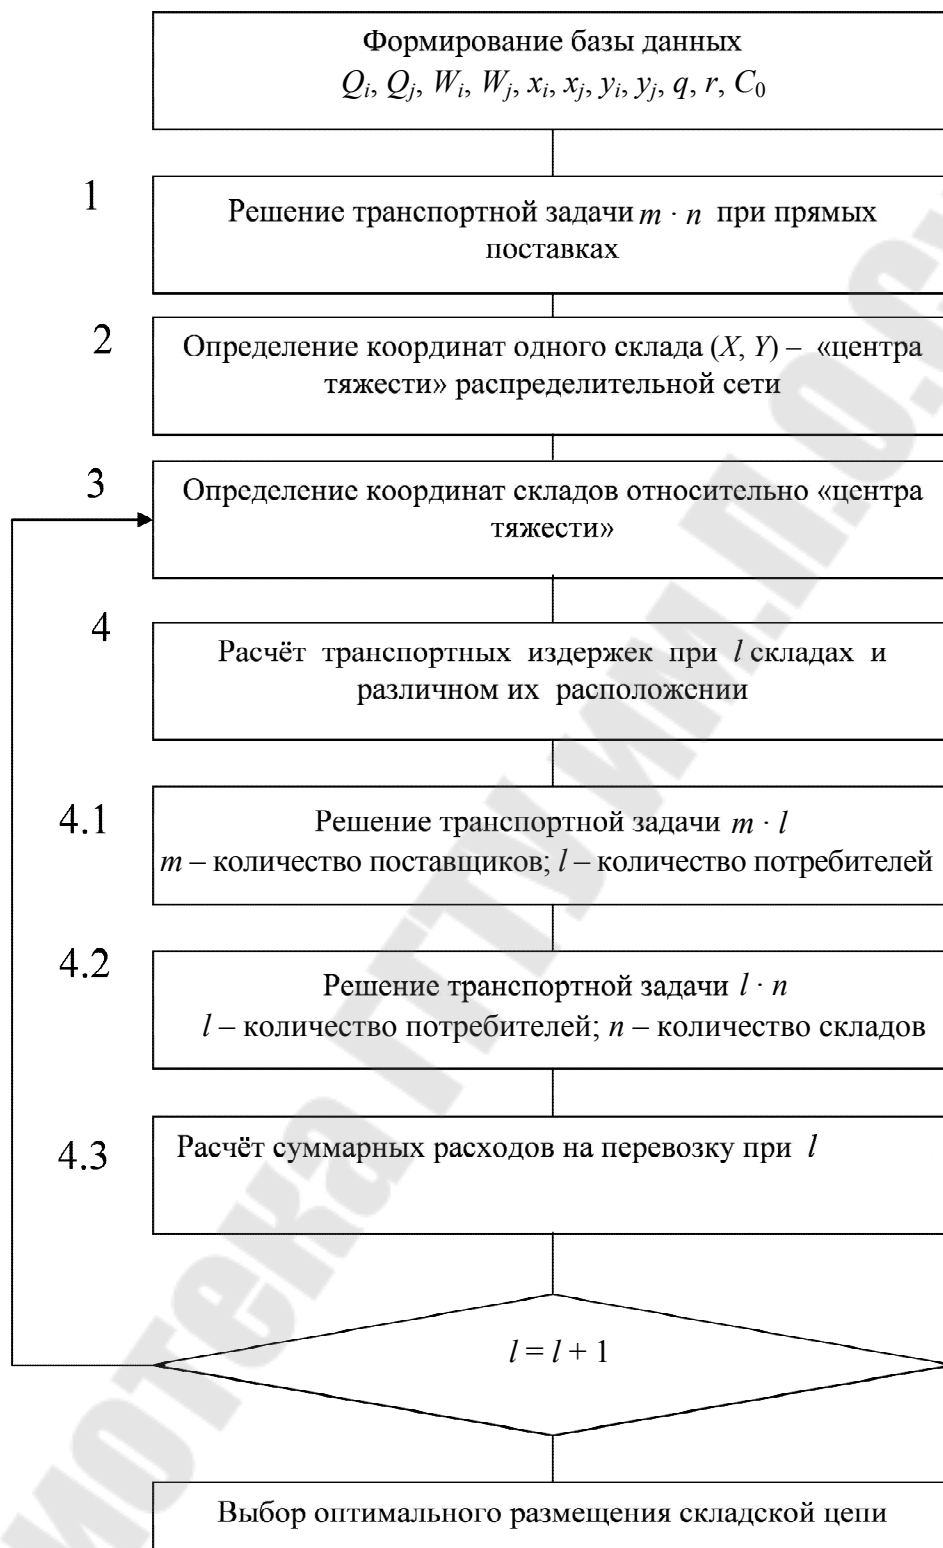 Формирование базы данных
Qi, Qj, Wi, Wj, xi, xj, yi, yj, q, r, C0
1
Решение транспортной задачи m · n при прямых
поставках
2
Определение координат одного склада (X, Y) – «центра
тяжести» распределительной сети
3
Определение координат складов относительно «центра
тяжести»
4
Расчёт транспортных издержек при l складах и
различном их расположении
4.1
Решение транспортной задачи m · l
m – количество поставщиков; l – количество потребителей
4.2
Решение транспортной задачи l · n
l – количество потребителей; n – количество складов
4.3
Расчёт суммарных расходов на перевозку при l
l = l + 1
Выбор оптимального размещения складской цепи